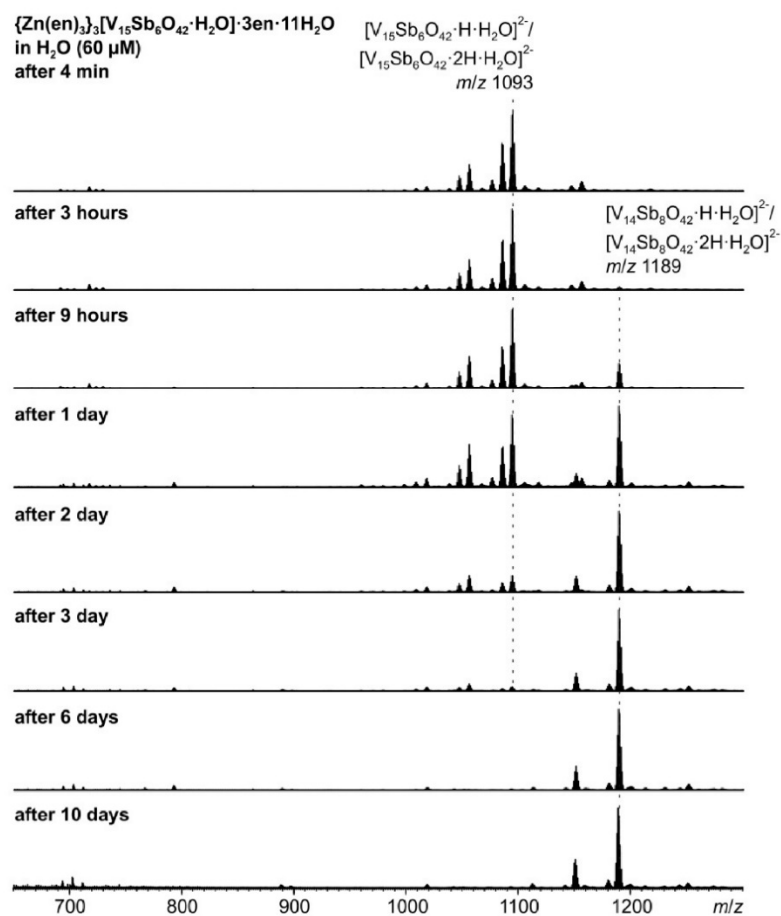 {Zn(en)₃}₃[V₁₅Sb₆O₄₂·H₂O]·3en·11H₂O
in H₂O (60 µM)
after 4 min
[V₁₅Sb₆O₄₂·H·H₂O]²⁻/
[V₁₅Sb₆O₄₂·2H·H₂O]²⁻
m/z 1093
after 3 hours
[V₁₄Sb₈O₄₂·H·H₂O]²⁻/
[V₁₄Sb₈O₄₂·2H·H₂O]²⁻
m/z 1189
after 9 hours
after 1 day
after 2 day
after 3 day
after 6 days
after 10 days
700 800 900 1000 1100 1200 m/z